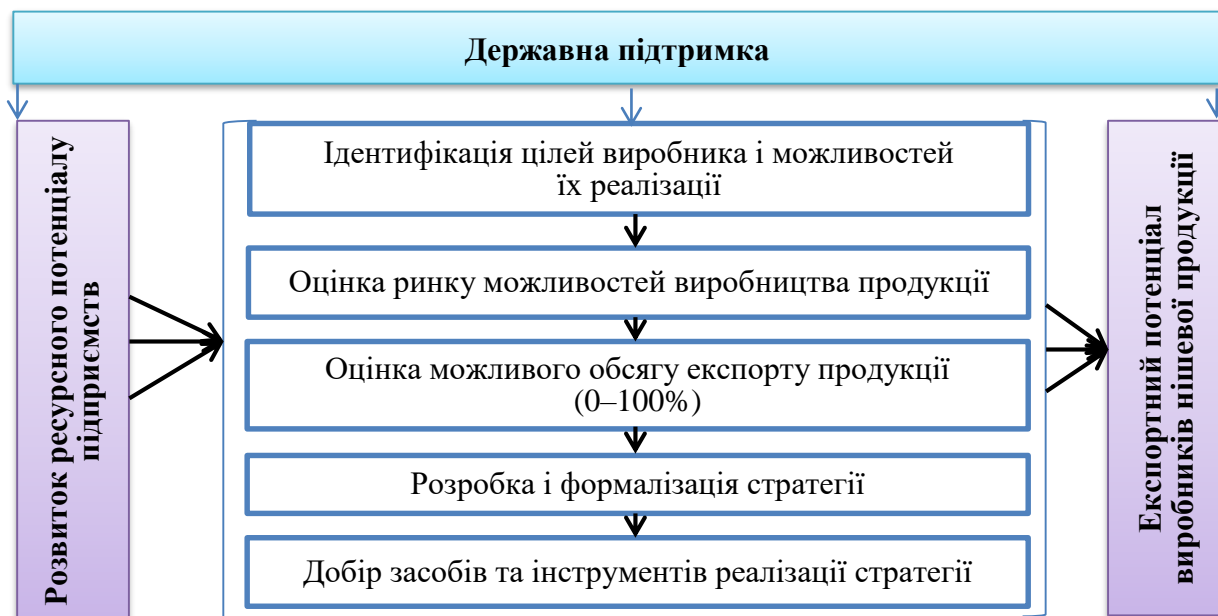 Державна підтримка
Розвиток ресурсного потенціалу
підприємств
Ідентифікація цілей виробника і можливостей
їх реалізації
Оцінка ринку можливостей виробництва продукції
Оцінка можливого обсягу експорту продукції
(0–100%)
Розробка і формалізація стратегії
Добір засобів та інструментів реалізації стратегії
Експортний потенціал
виробників нішевої продукції